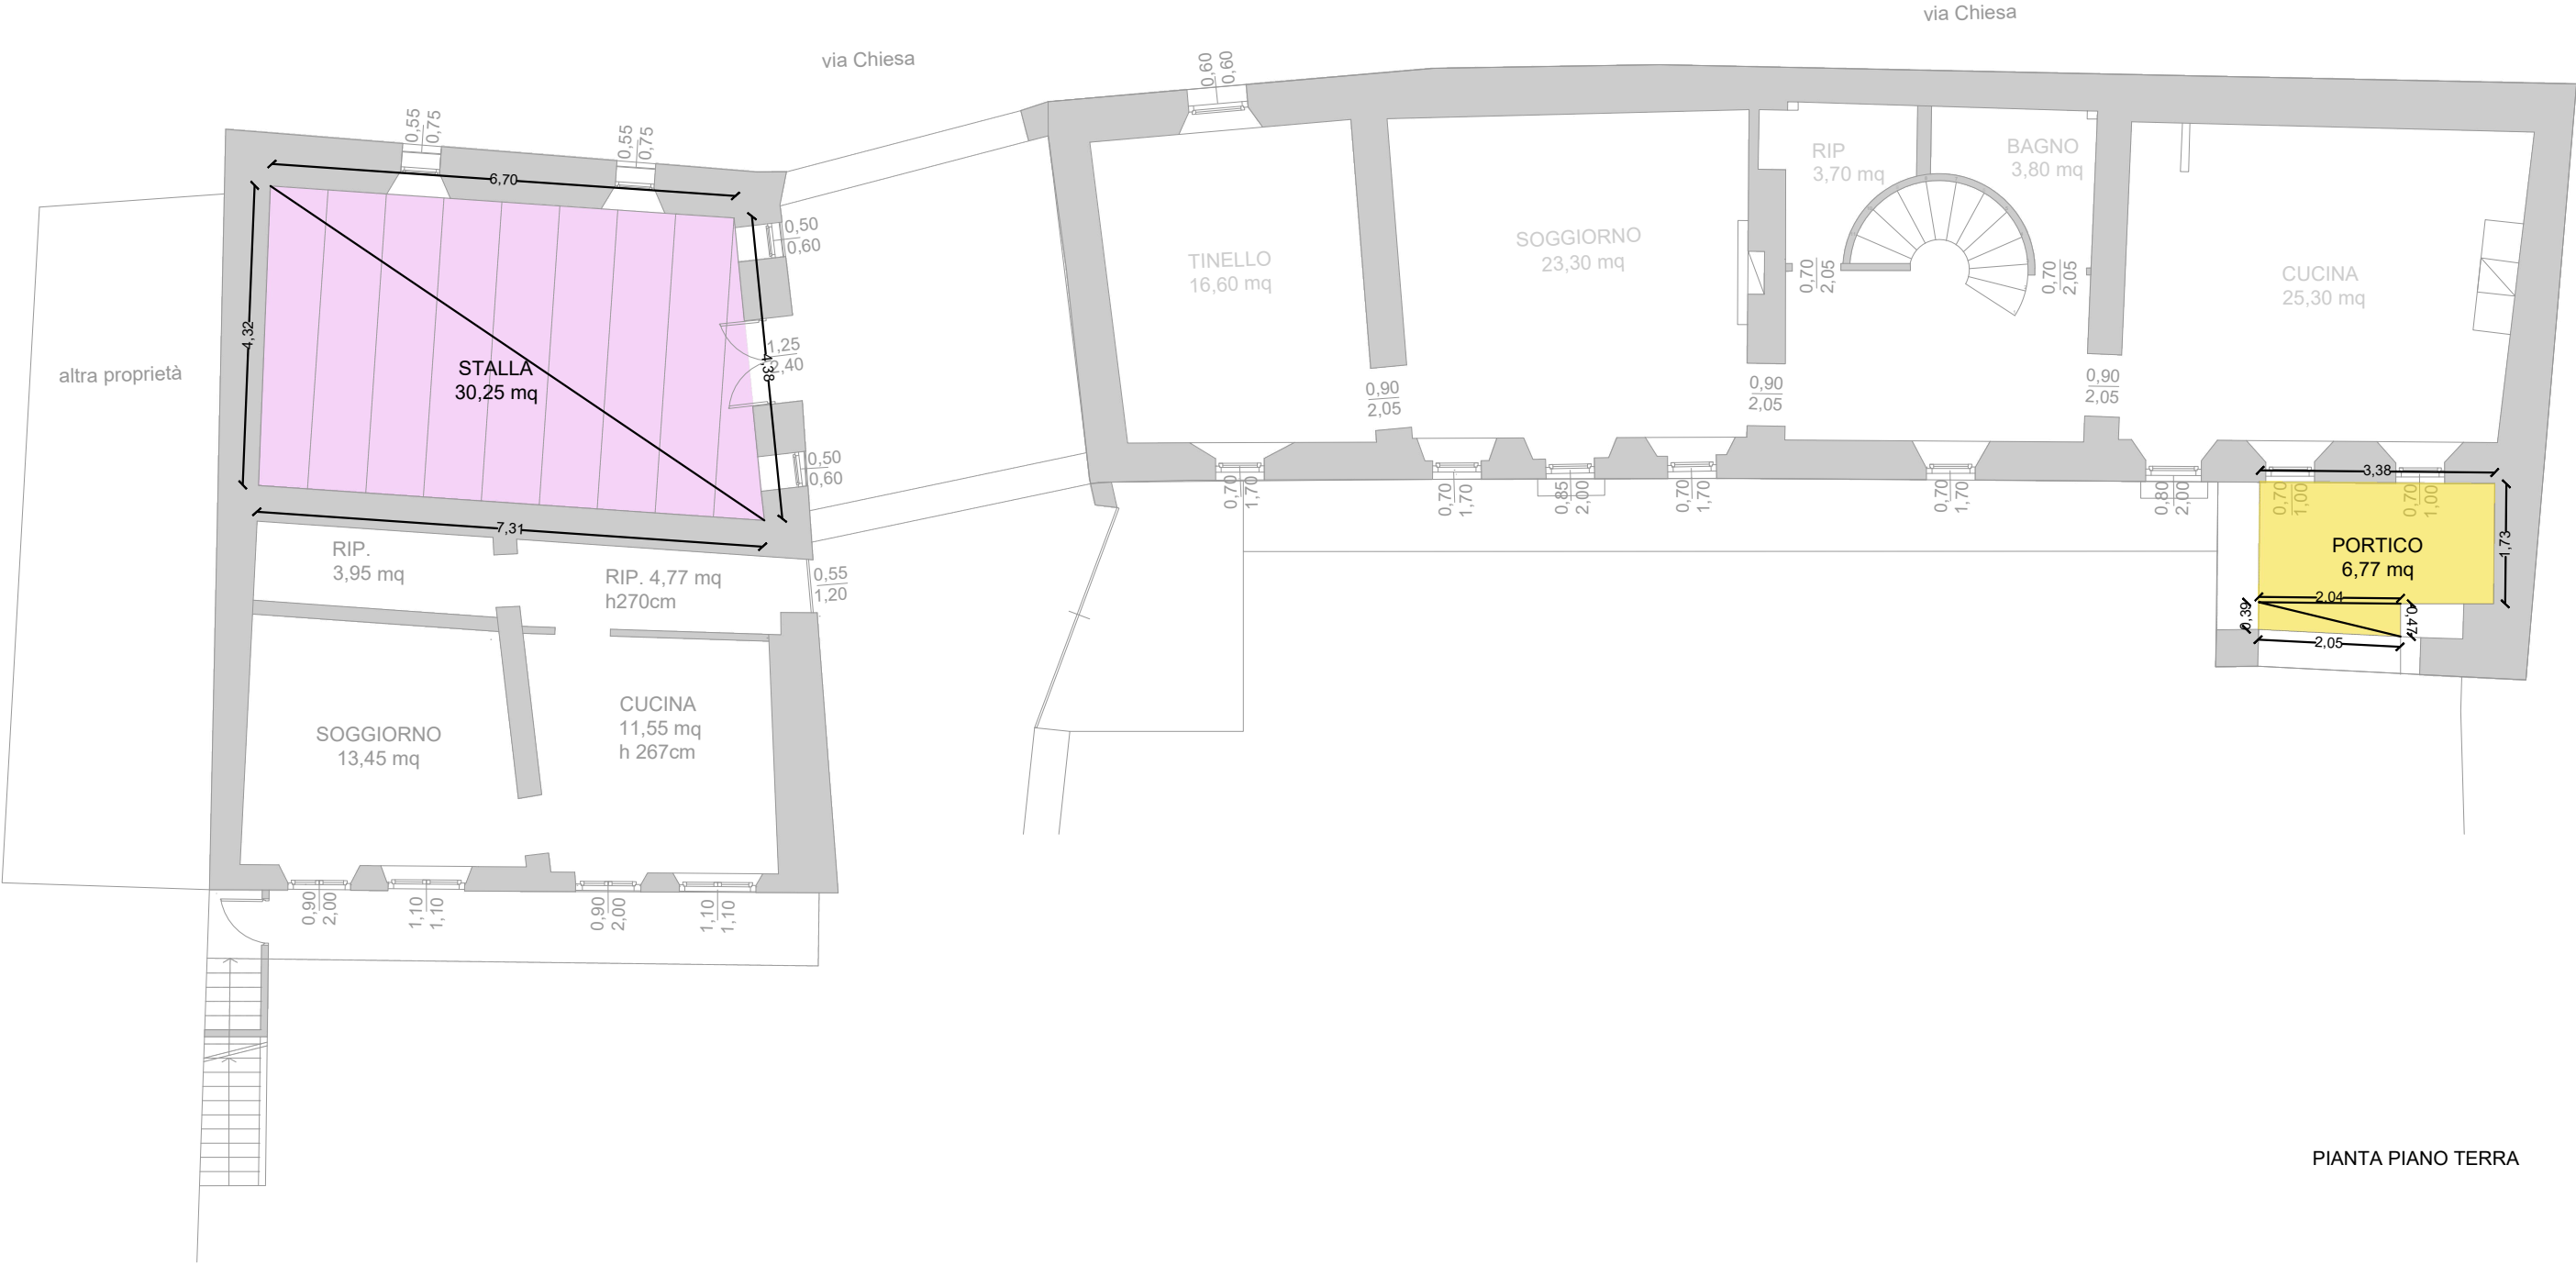 via Chiesa
via Chiesa
0,60
0,60
0,55
0,75
0,55
0,75
6,70
4,32
STALLA
30,25 mq
4,38
7,31
0,50
0,60
1,25
2,40
0,50
0,60
altra proprietà
RIP.
3,95 mq
RIP. 4,77 mq
h270cm
0,55
1,20
SOGGIORNO
13,45 mq
CUCINA
11,55 mq
h 267cm
0,90
2,00
1,10
1,10
0,90
2,00
1,10
1,10
TINELLO
16,60 mq
0,90
2,05
SOGGIORNO
23,30 mq
0,90
2,05
RIP
3,70 mq
0,70
2,05
BAGNO
3,80 mq
0,70
2,05
0,90
2,05
CUCINA
25,30 mq
0,70
1,70
0,70
1,70
0,85
2,00
0,70
1,70
0,70
1,70
0,80
2,00
0,70
1,00
0,70
1,00
3,38
1,73
PORTICO
6,77 mq
2,04
0,39
0,47
2,05
PIANTA PIANO TERRA